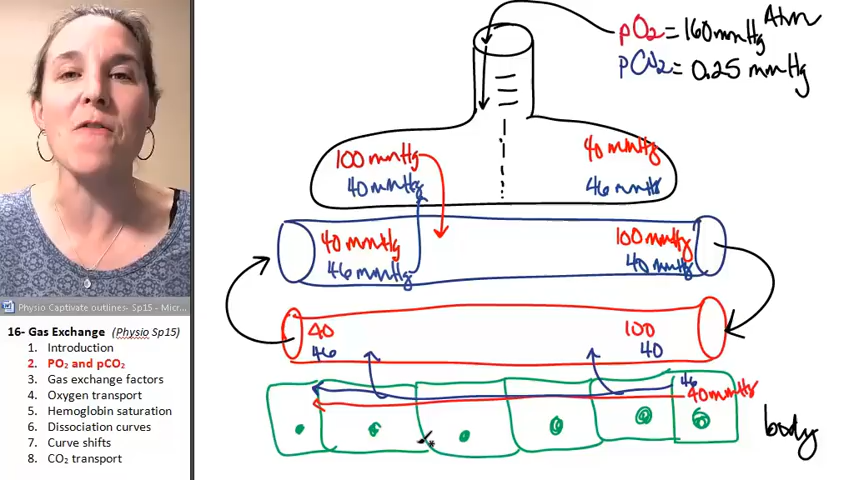 pO₂ = 160 mmHg Atm
pCO₂ = 0.25 mmHg
100 mmHg
40 mmHg
40 mmHg
46 mmHg
40 mmHg
46 mmHg
100 mmHg
40 mmHg
40
46
100
40
46
40 mmHg
body
Physio Captivate outlines- Sp15 - Micr...
16- Gas Exchange (Physio Sp15)
1. Introduction
2. PO₂ and pCO₂
3. Gas exchange factors
4. Oxygen transport
5. Hemoglobin saturation
6. Dissociation curves
7. Curve shifts
8. CO₂ transport